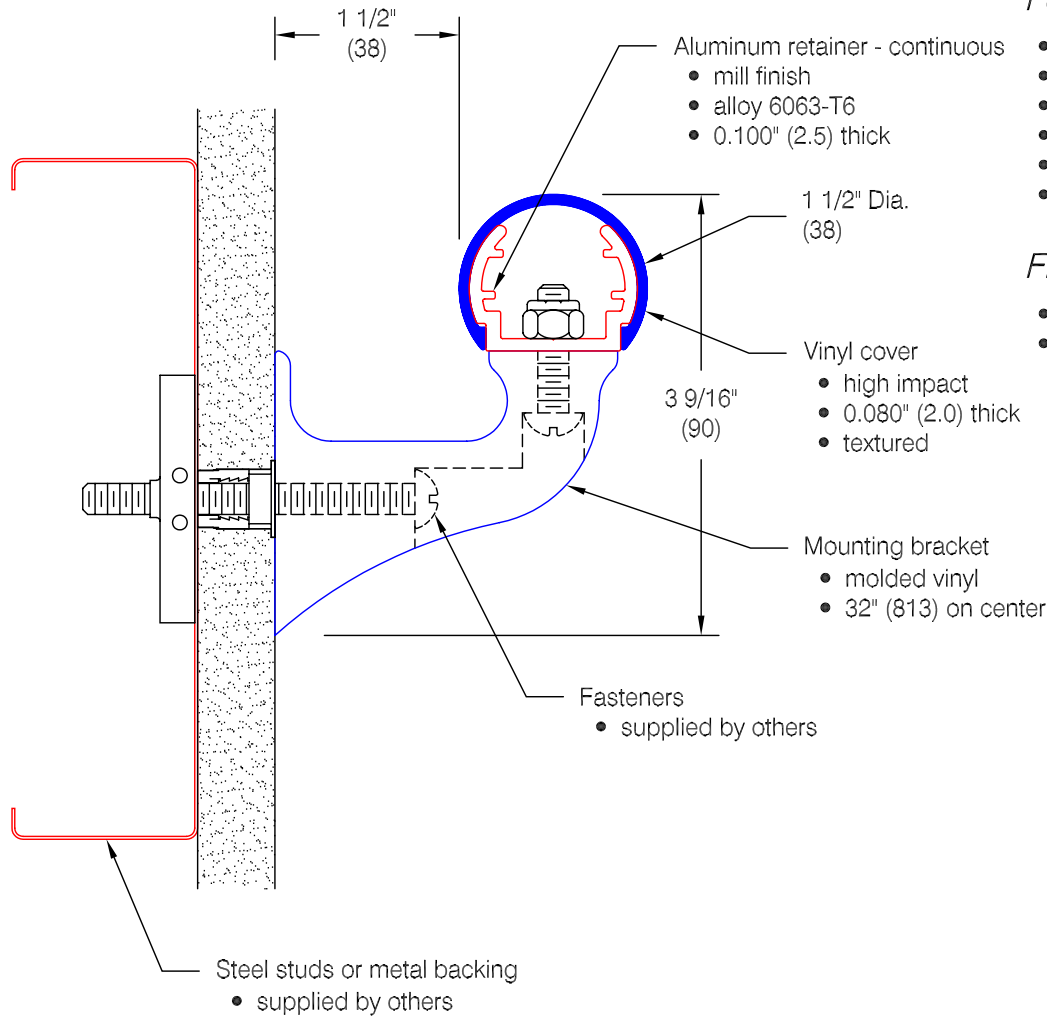 1 1/2"
(38)
Aluminum retainer - continuous
• mill finish
• alloy 6063-T6
• 0.100" (2.5) thick
1 1/2" Dia.
(38)
Vinyl cover
• high impact
• 0.080" (2.0) thick
• textured
3 9/16"
(90)
Mounting bracket
• molded vinyl
• 32" (813) on center
Fasteners
• supplied by others
Steel studs or metal backing
• supplied by others